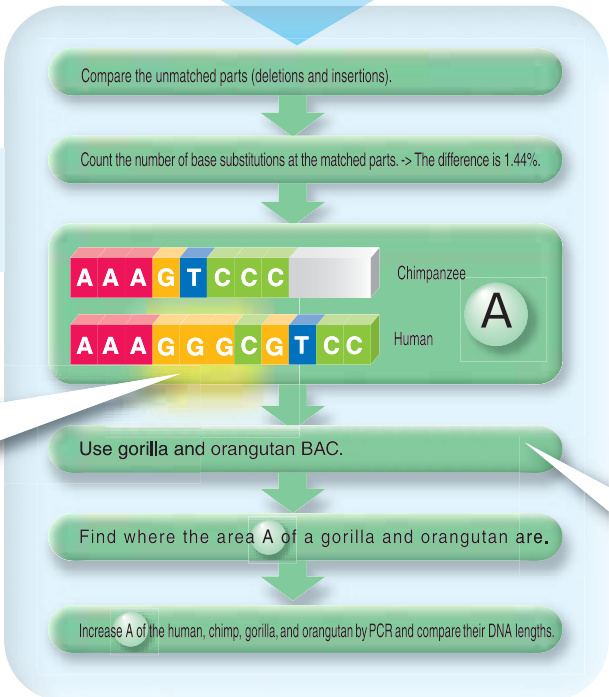 Compare the unmatched parts (deletions and insertions).
Count the number of base substitutions at the matched parts. -> The difference is 1.44%.
A A A G T C C C
Chimpanzee
A
A A A G G G C G T C C
Human
Use gorilla and orangutan BAC.
Find where the area A of a gorilla and orangutan are.
Increase A of the human, chimp, gorilla, and orangutan by PCR and compare their DNA lengths.